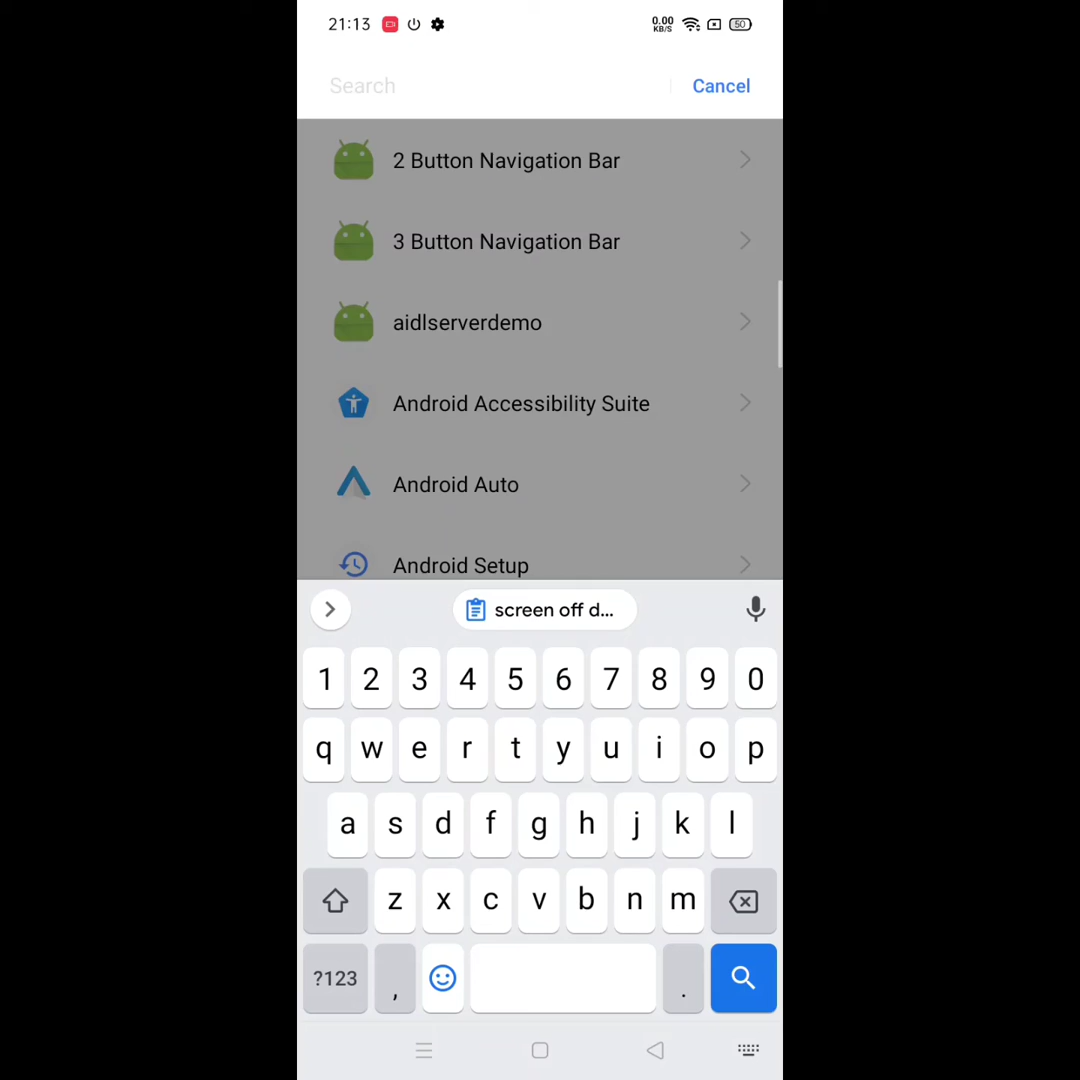 21:13
0.00
KB/S
50
Search
Cancel
2 Button Navigation Bar
3 Button Navigation Bar
aidlserverdemo
Android Accessibility Suite
Android Auto
Android Setup
screen off d...
1 2 3 4 5 6 7 8 9 0
q w e r t y u i o p
a s d f g h j k l
z x c v b n m
?123 , .